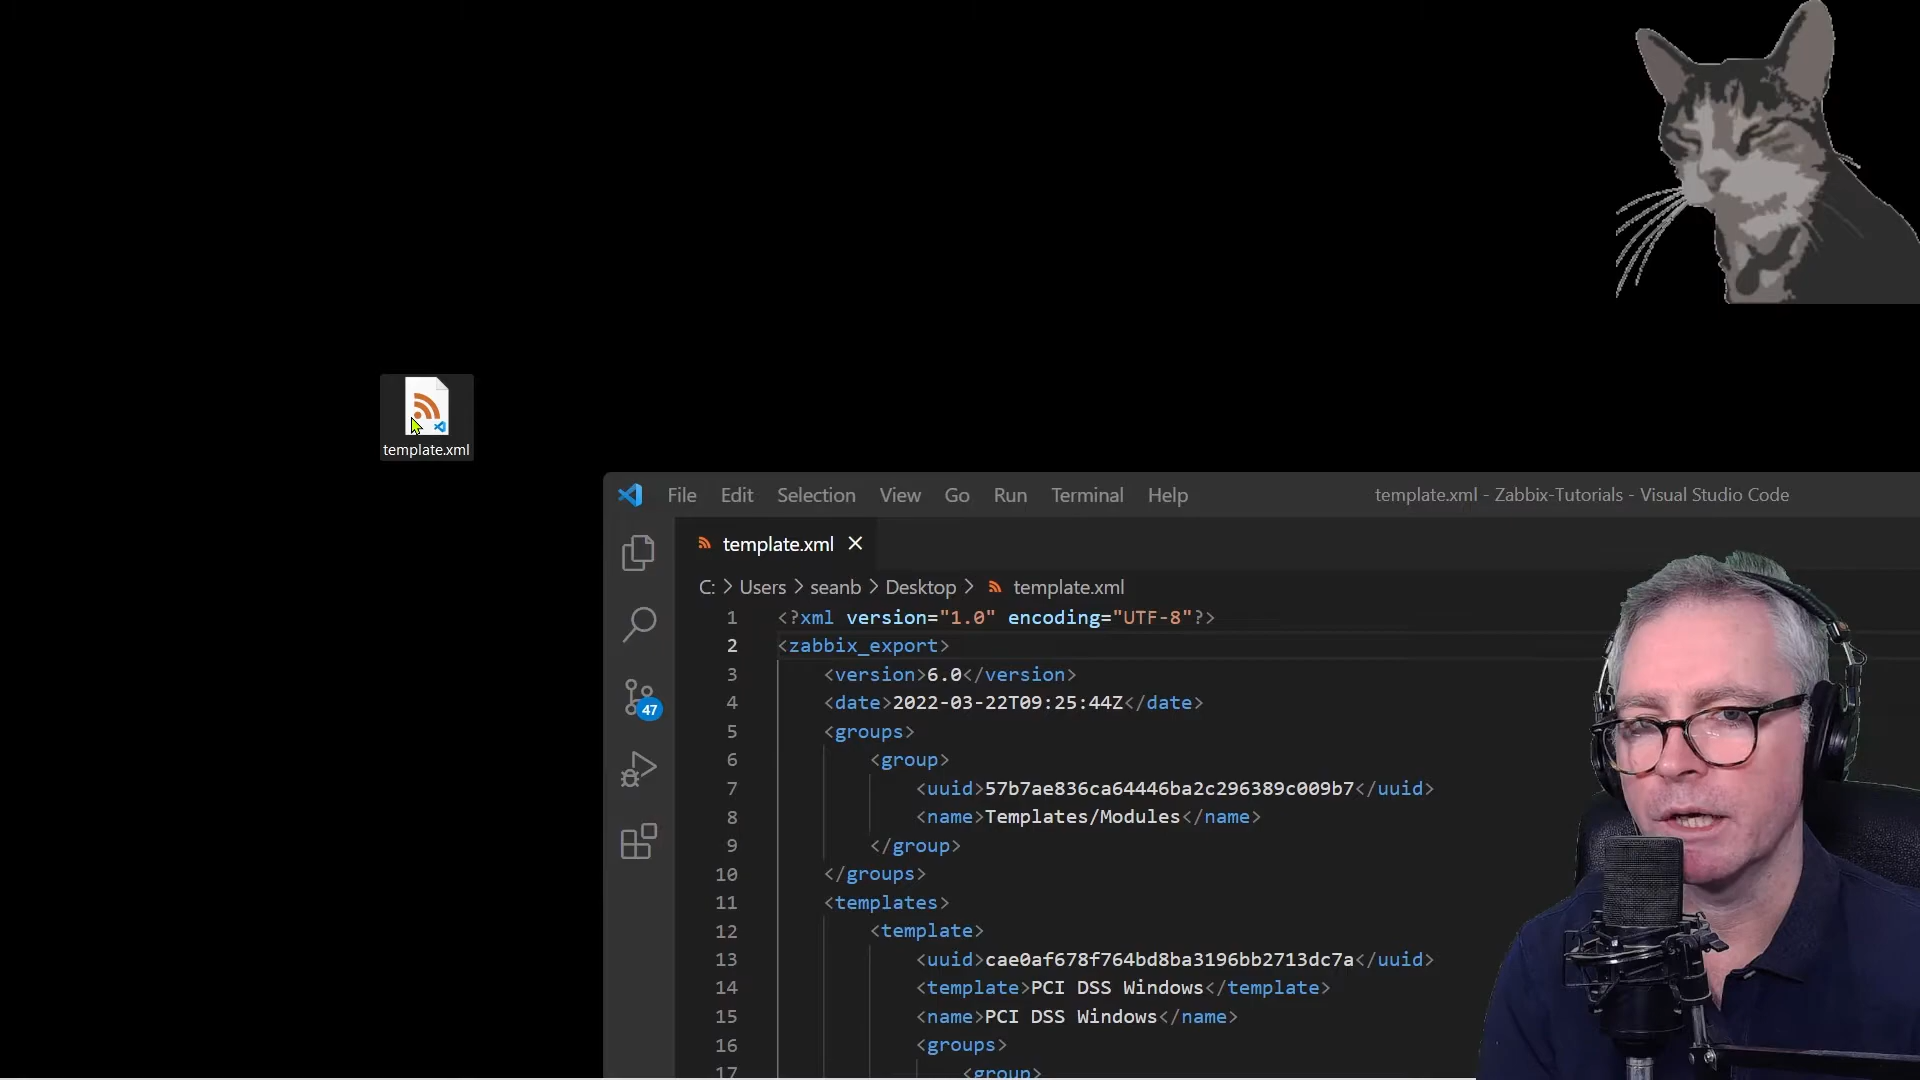 template.xml
File Edit Selection View Go Run Terminal Help template.xml - Zabbix-Tutorials - Visual Studio Code
template.xml
C: > Users > seanb > Desktop > template.xml
47
1 <?xml version="1.0" encoding="UTF-8"?>
2 <zabbix_export>
3 <version>6.0</version>
4 <date>2022-03-22T09:25:44Z</date>
5 <groups>
6 <group>
7 <uuid>57b7ae836ca64446ba2c296389c009b7</uuid>
8 <name>Templates/Modules</name>
9 </group>
10 </groups>
11 <templates>
12 <template>
13 <uuid>cae0af678f764bd8ba3196bb2713dc7a</uuid>
14 <template>PCI DSS Windows</template>
15 <name>PCI DSS Windows</name>
16 <groups>
17 <group>